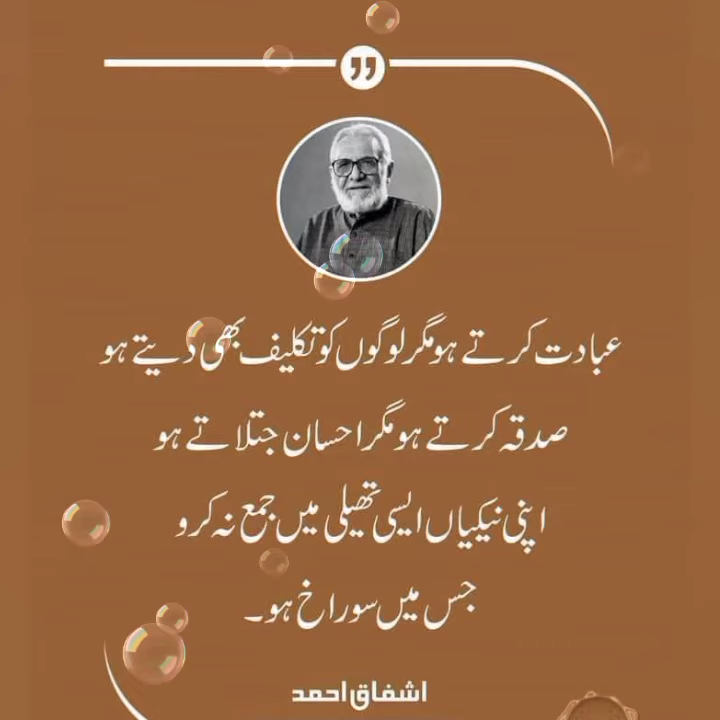 عبادت کرتے ہو مگر لوگوں کو تکلیف بھی دیتے ہو
صدقہ کرتے ہو مگر احسان جتلاتے ہو
اپنی نیکیاں ایسی تھیلی میں جمع نہ کرو
جس میں سوراخ ہو۔
اشفاق احمد